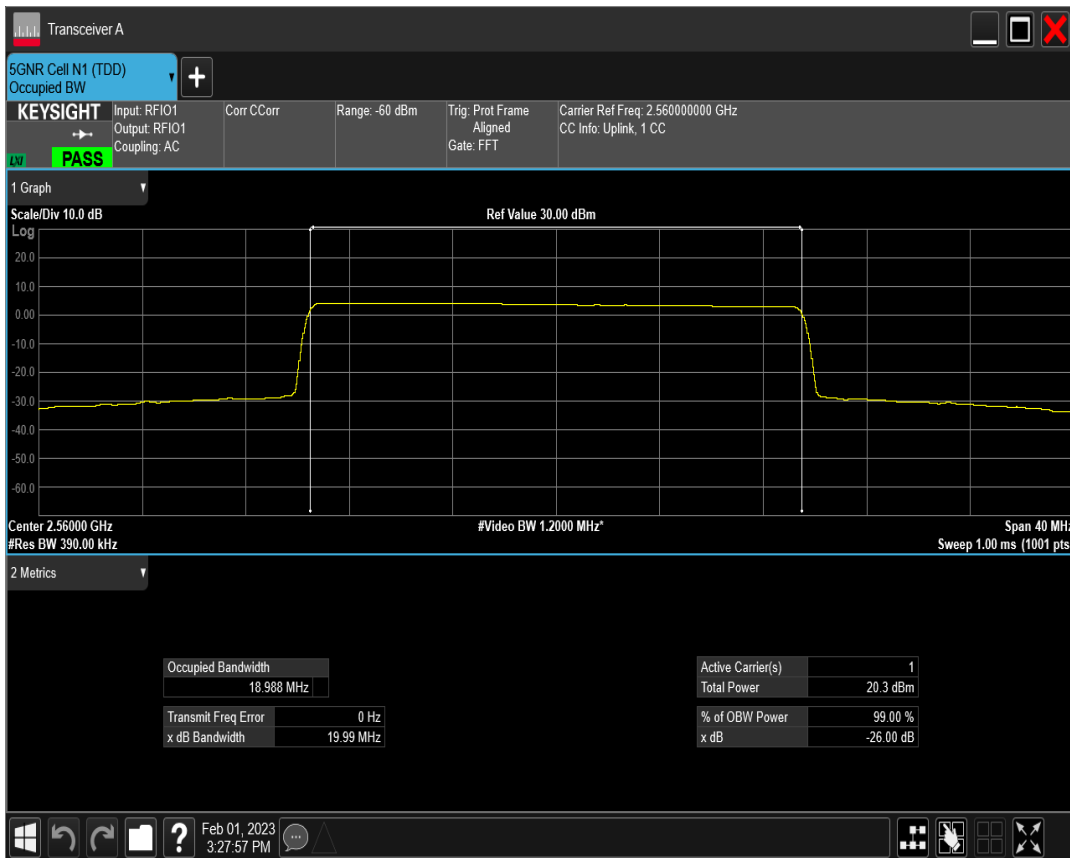 Transceiver A
5GNR Cell N1 (TDD)
Occupied BW
+
KEYSIGHT
LXI
PASS
Input: RFIO1
Output: RFIO1
Coupling: AC
Corr CCorr
Range: -60 dBm
Trig: Prot Frame
Aligned
Gate: FFT
Carrier Ref Freq: 2.560000000 GHz
CC Info: Uplink, 1 CC
1 Graph
Scale/Div 10.0 dB
Ref Value 30.00 dBm
Log
20.0
10.0
0.00
-10.0
-20.0
-30.0
-40.0
-50.0
-60.0
Center 2.56000 GHz
#Video BW 1.2000 MHz*
Span 40 MHz
#Res BW 390.00 kHz
Sweep 1.00 ms (1001 pts
2 Metrics
Occupied Bandwidth
18.988 MHz
Transmit Freq Error 0 Hz
x dB Bandwidth 19.99 MHz
Active Carrier(s) 1
Total Power 20.3 dBm
% of OBW Power 99.00 %
x dB -26.00 dB
?
Feb 01, 2023
3:27:57 PM